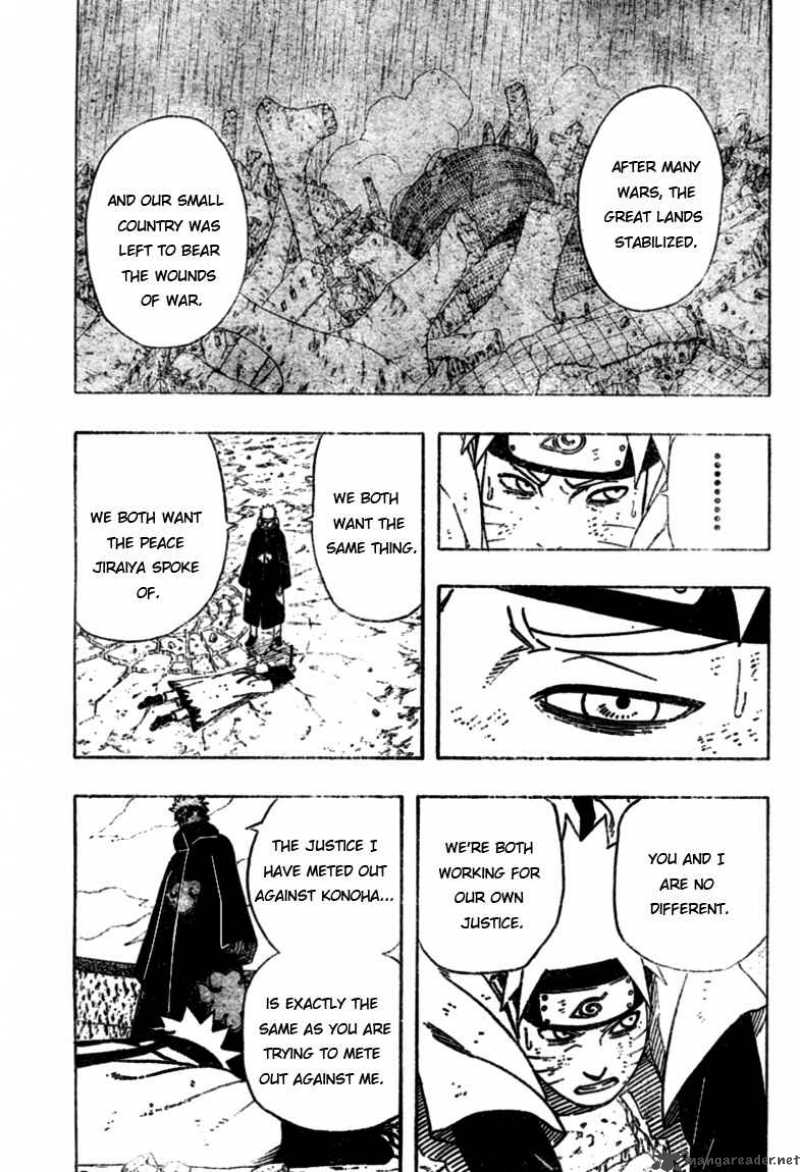 AFTER MANY
WARS, THE
GREAT LANDS
STABILIZED.
AND OUR SMALL
COUNTRY WAS
LEFT TO BEAR
THE WOUNDS
OF WAR.
.........
WE BOTH
WANT THE
SAME THING.
WE BOTH WANT
THE PEACE
JIRAIYA SPOKE
OF.
YOU AND I
ARE NO
DIFFERENT.
WE'RE BOTH
WORKING FOR
OUR OWN
JUSTICE.
THE JUSTICE I
HAVE METED OUT
AGAINST KONOHA...
IS EXACTLY THE
SAME AS YOU ARE
TRYING TO METE
OUT AGAINST ME.
mangareader.net